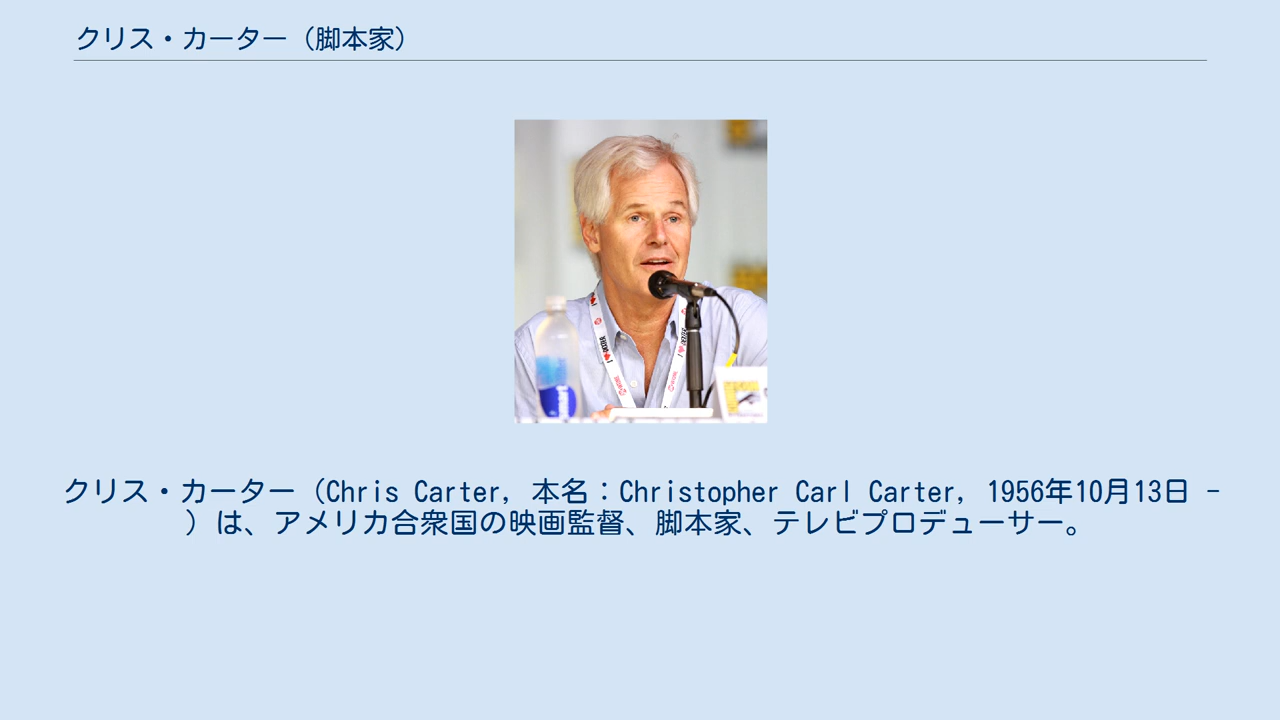 クリス・カーター（脚本家）
クリス・カーター（Chris Carter, 本名：Christopher Carl Carter, 1956年10月13日 -
）は、アメリカ合衆国の映画監督、脚本家、テレビプロデューサー。